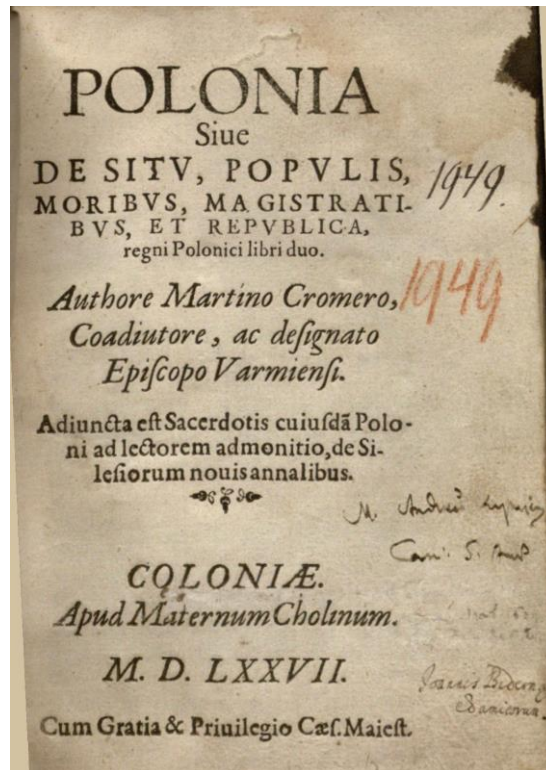 POLONIA
Siue
DE SITV, POPVLIS,
MORIBVS, MAGISTRATI-
BVS, ET REPVBLICA,
regni Polonici libri duo.
1949.
Authore Martino Cromero,
1949
Coadiutore, ac deſignato
Epiſcopo Varmienſi.
Adiuncta eſt Sacerdotis cuiuſdã Polo-
ni ad lectorem admonitio, de Si-
leſiorum nouis annalibus.
M.
COLONIÆ.
Apud Maternum Cholinum.
M. D. LXXVII.
Cum Gratia & Priuilegio Cæſ. Maieſt.